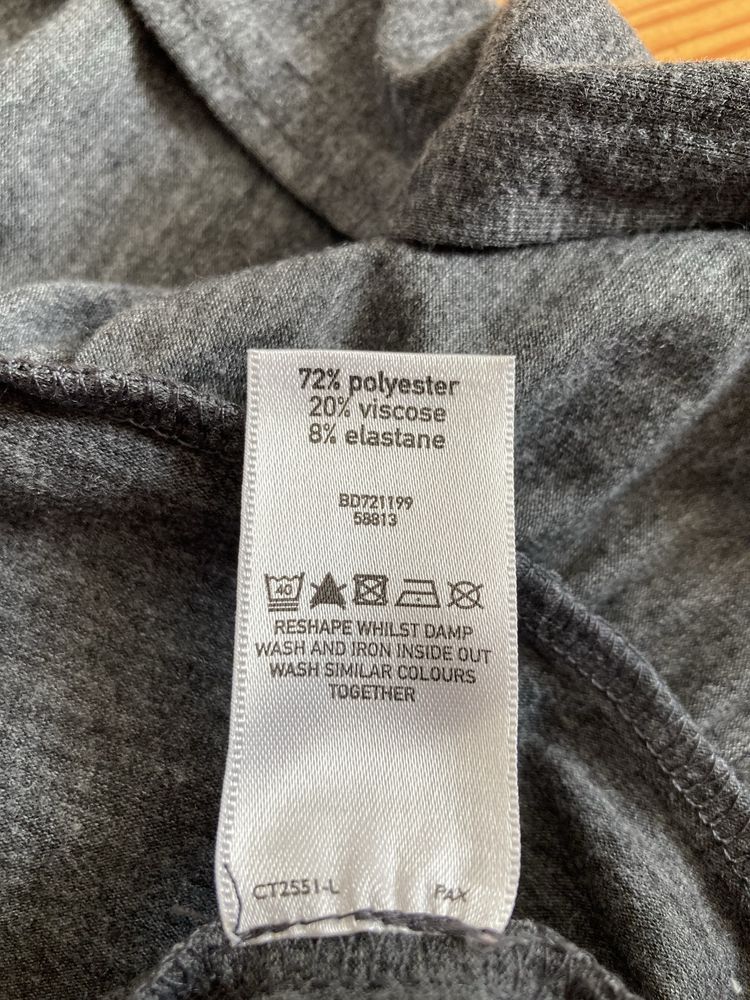 72% polyester
20% viscose
8% elastane
BD721199
58813
40
RESHAPE WHILST DAMP
WASH AND IRON INSIDE OUT
WASH SIMILAR COLOURS
TOGETHER
CT2551-L PAX